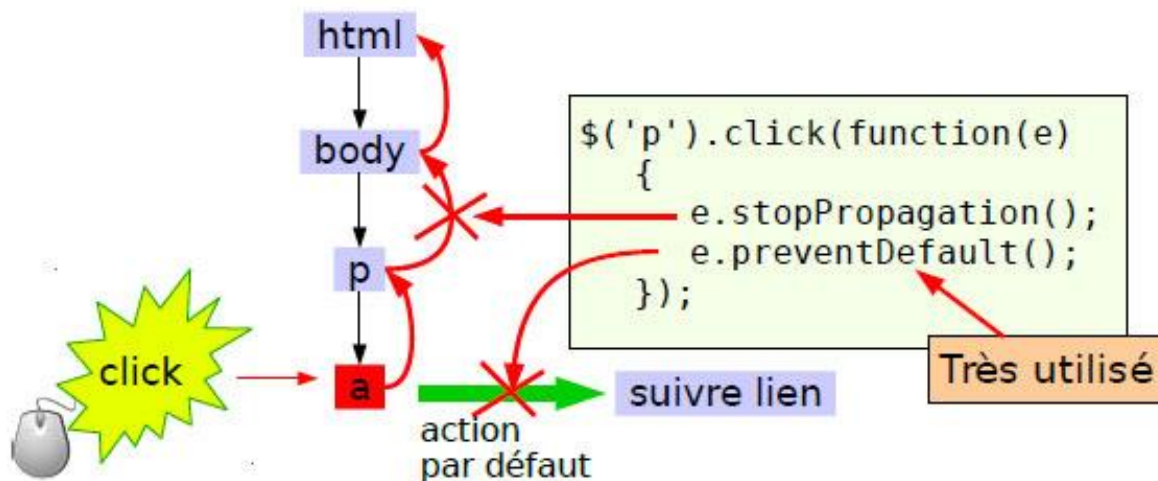 html
body
p
a
click
$('p').click(function(e)
{
e.stopPropagation();
e.preventDefault();
});
Très utilisé
suivre lien
action
par défaut